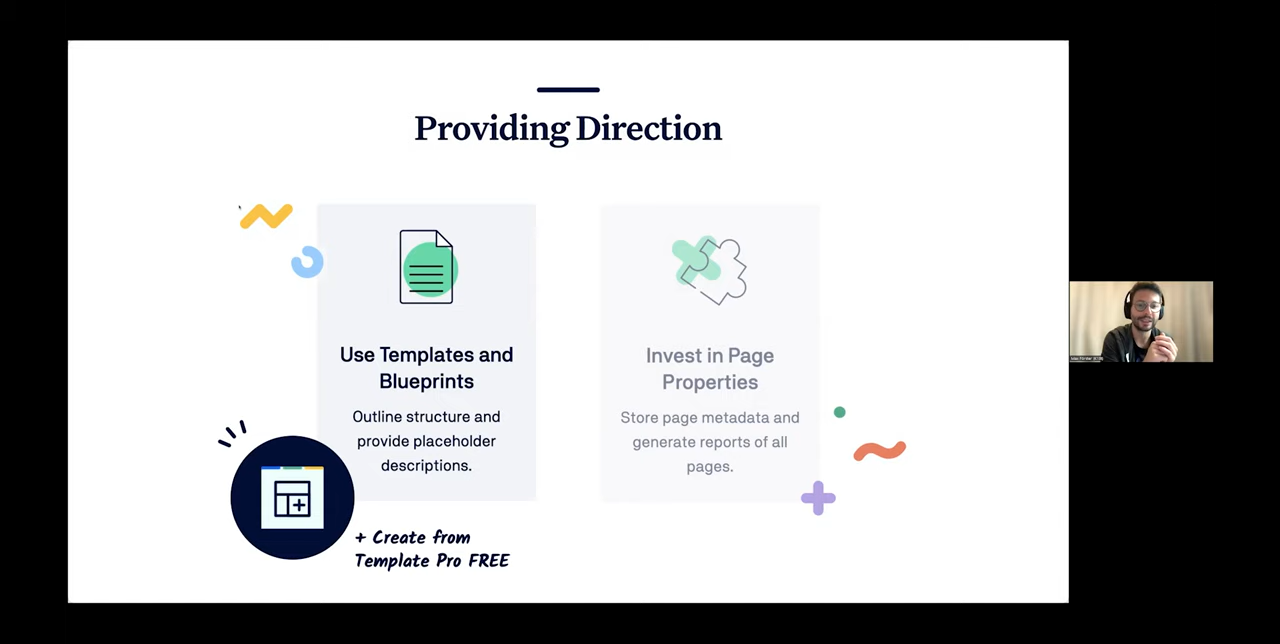 Providing Direction
Use Templates and
Blueprints
Outline structure and
provide placeholder
descriptions.
Invest in Page
Properties
Store page metadata and
generate reports of all
pages.
+ Create from
Template Pro FREE